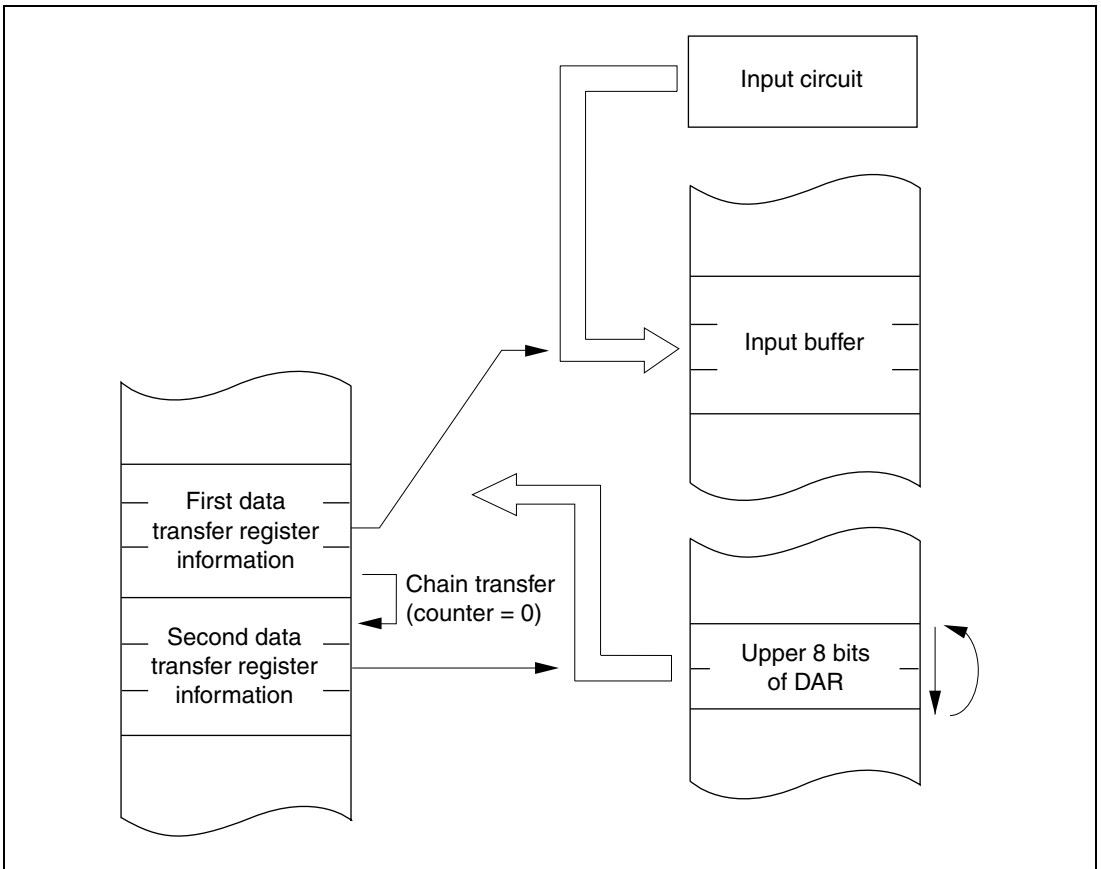 Input circuit
Input buffer
First data
transfer register
information
Chain transfer
(counter = 0)
Second data
transfer register
information
Upper 8 bits
of DAR